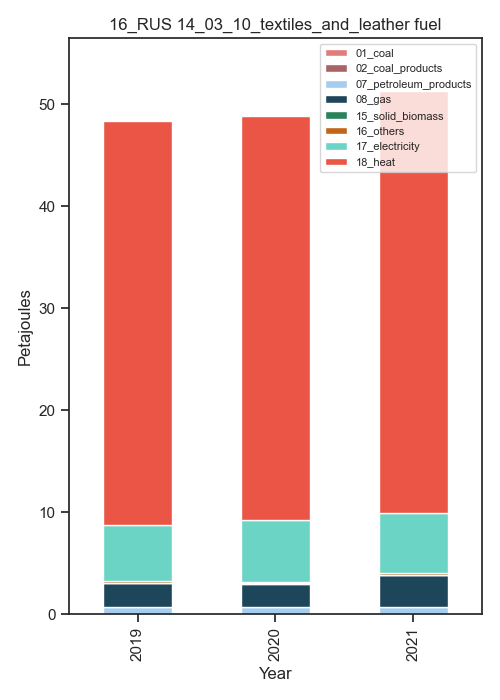 16_RUS 14_03_10_textiles_and_leather fuel
01_coal
02_coal_products
07_petroleum_products
08_gas
15_solid_biomass
16_others
17_electricity
18_heat
Petajoules
50
40
30
20
10
0
2019
2020
2021
Year